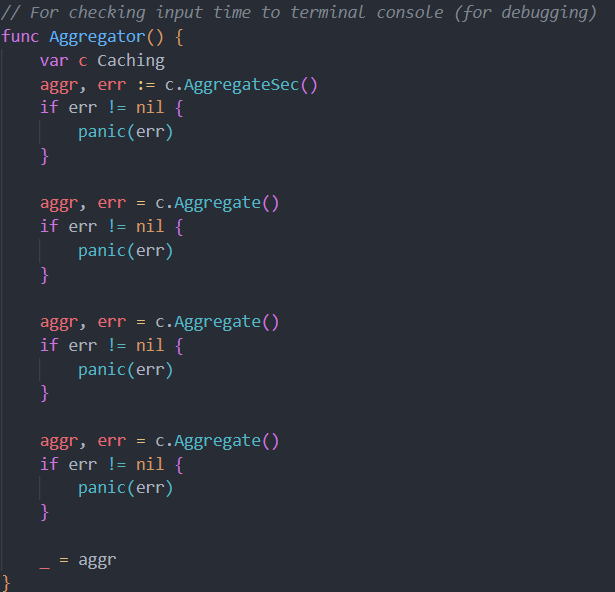 // For checking input time to terminal console (for debugging)
func Aggregator() {
    var c Caching
    aggr, err := c.AggregateSec()
    if err != nil {
        panic(err)
    }

    aggr, err = c.Aggregate()
    if err != nil {
        panic(err)
    }

    aggr, err = c.Aggregate()
    if err != nil {
        panic(err)
    }

    aggr, err = c.Aggregate()
    if err != nil {
        panic(err)
    }

    _ = aggr
}